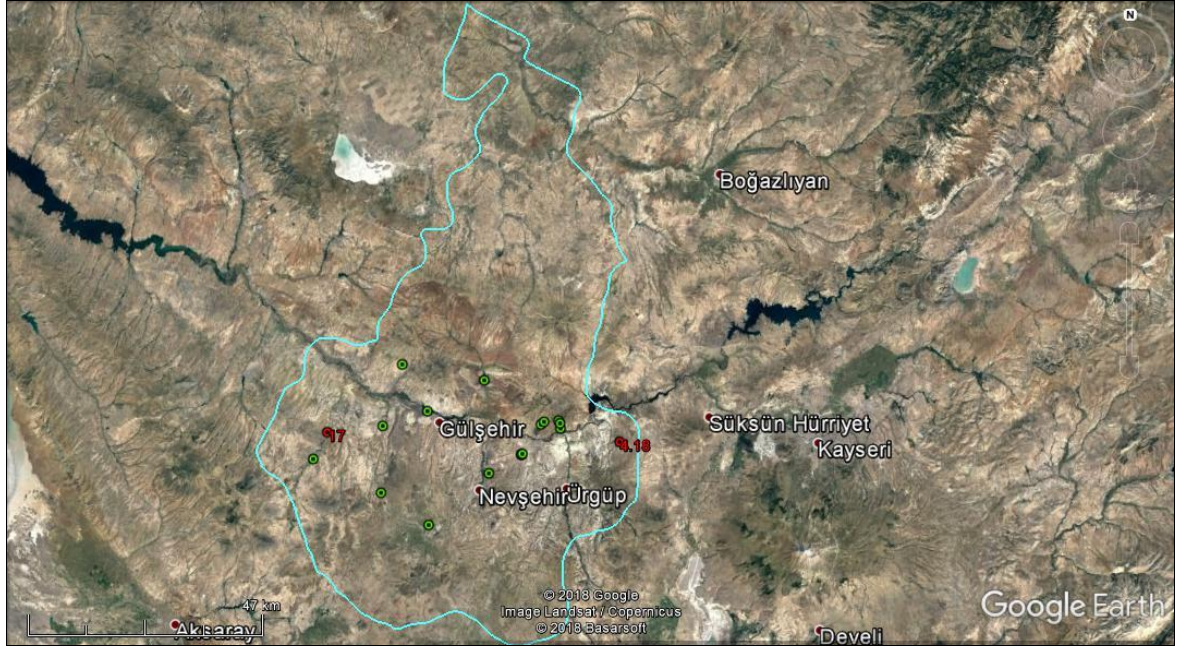 N
Boğazlıyan
Süksün Hürriyet
Gülşehir
17
4.18
Kayseri
Nevşehir
Ürgüp
© 2018 Google
Image Landsat / Copernicus
© 2018 Basarsoft
47 km
Google Earth
Aksaray
Develi